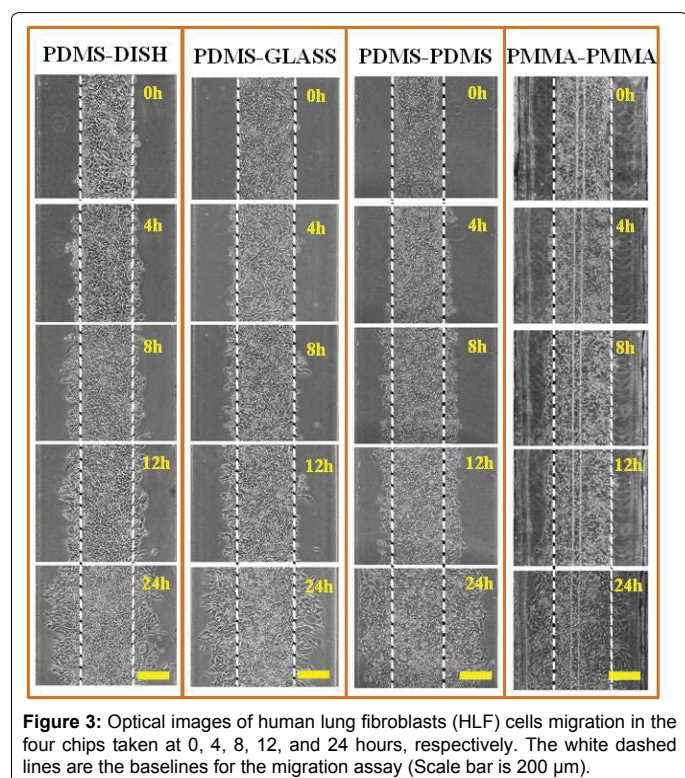 PDMS-DISH PDMS-GLASS PDMS-PDMS PMMA-PMMA
0h 0h 0h 0h
4h 4h 4h 4h
8h 8h 8h 8h
12h 12h 12h 12h
24h 24h 24h 24h
Figure 3: Optical images of human lung fibroblasts (HLF) cells migration in the
four chips taken at 0, 4, 8, 12, and 24 hours, respectively. The white dashed
lines are the baselines for the migration assay (Scale bar is 200 µm).